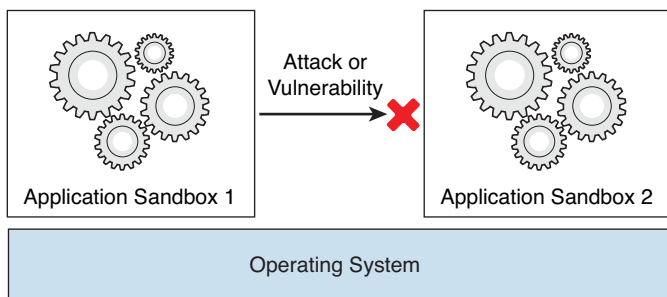 Attack or
Vulnerability
Application Sandbox 1
Application Sandbox 2
Operating System